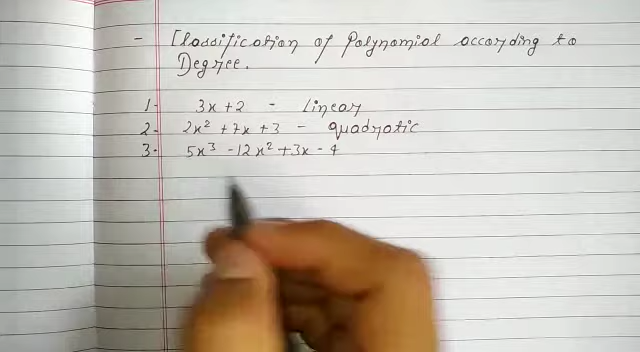 - Classification of Polynomial according to
Degree.
1- 3x+2 - linear
2- 2x² + 7x + 3 - quadratic
3- 5x³ - 12x² + 3x - 4